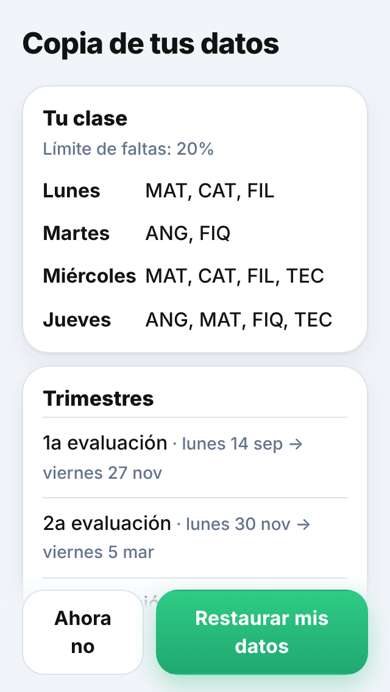 Copia de tus datos
Tu clase
Límite de faltas: 20%
Lunes MAT, CAT, FIL
Martes ANG, FIQ
Miércoles MAT, CAT, FIL, TEC
Jueves ANG, MAT, FIQ, TEC
Trimestres
1a evaluación · lunes 14 sep →
viernes 27 nov
2a evaluación · lunes 30 nov →
viernes 5 mar
Ahora
no
Restaurar mis
datos